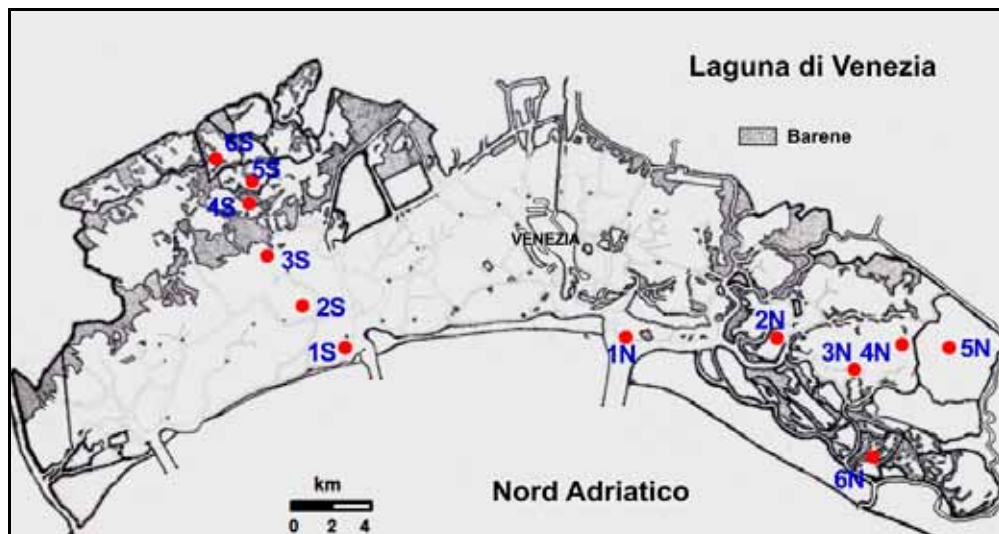 Laguna di Venezia
Barene
6S
5S
4S
VENEZIA
3S
2S
2N
1S
1N
3N 4N
5N
6N
km
0 2 4
Nord Adriatico